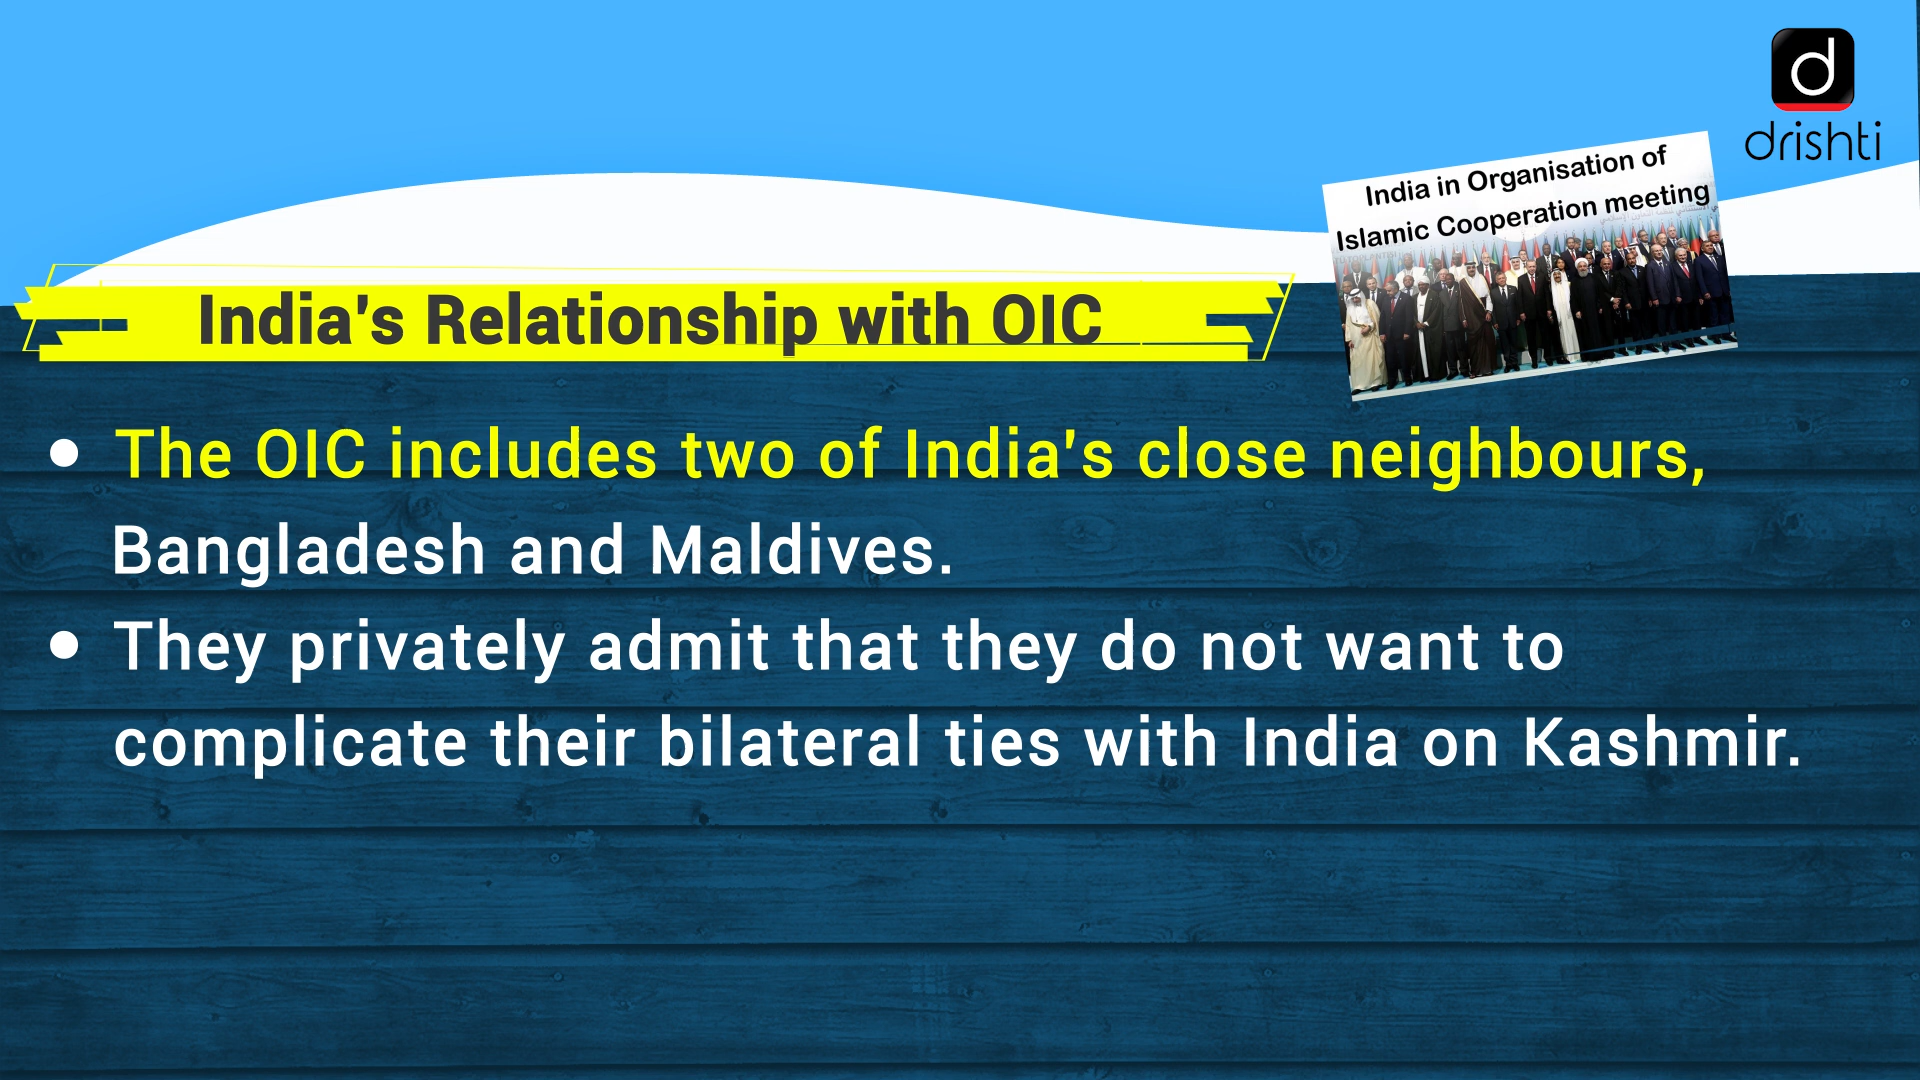 d
drishti
India in Organisation of
Islamic Cooperation meeting
India's Relationship with OIC
• The OIC includes two of India's close neighbours,
Bangladesh and Maldives.
• They privately admit that they do not want to
complicate their bilateral ties with India on Kashmir.